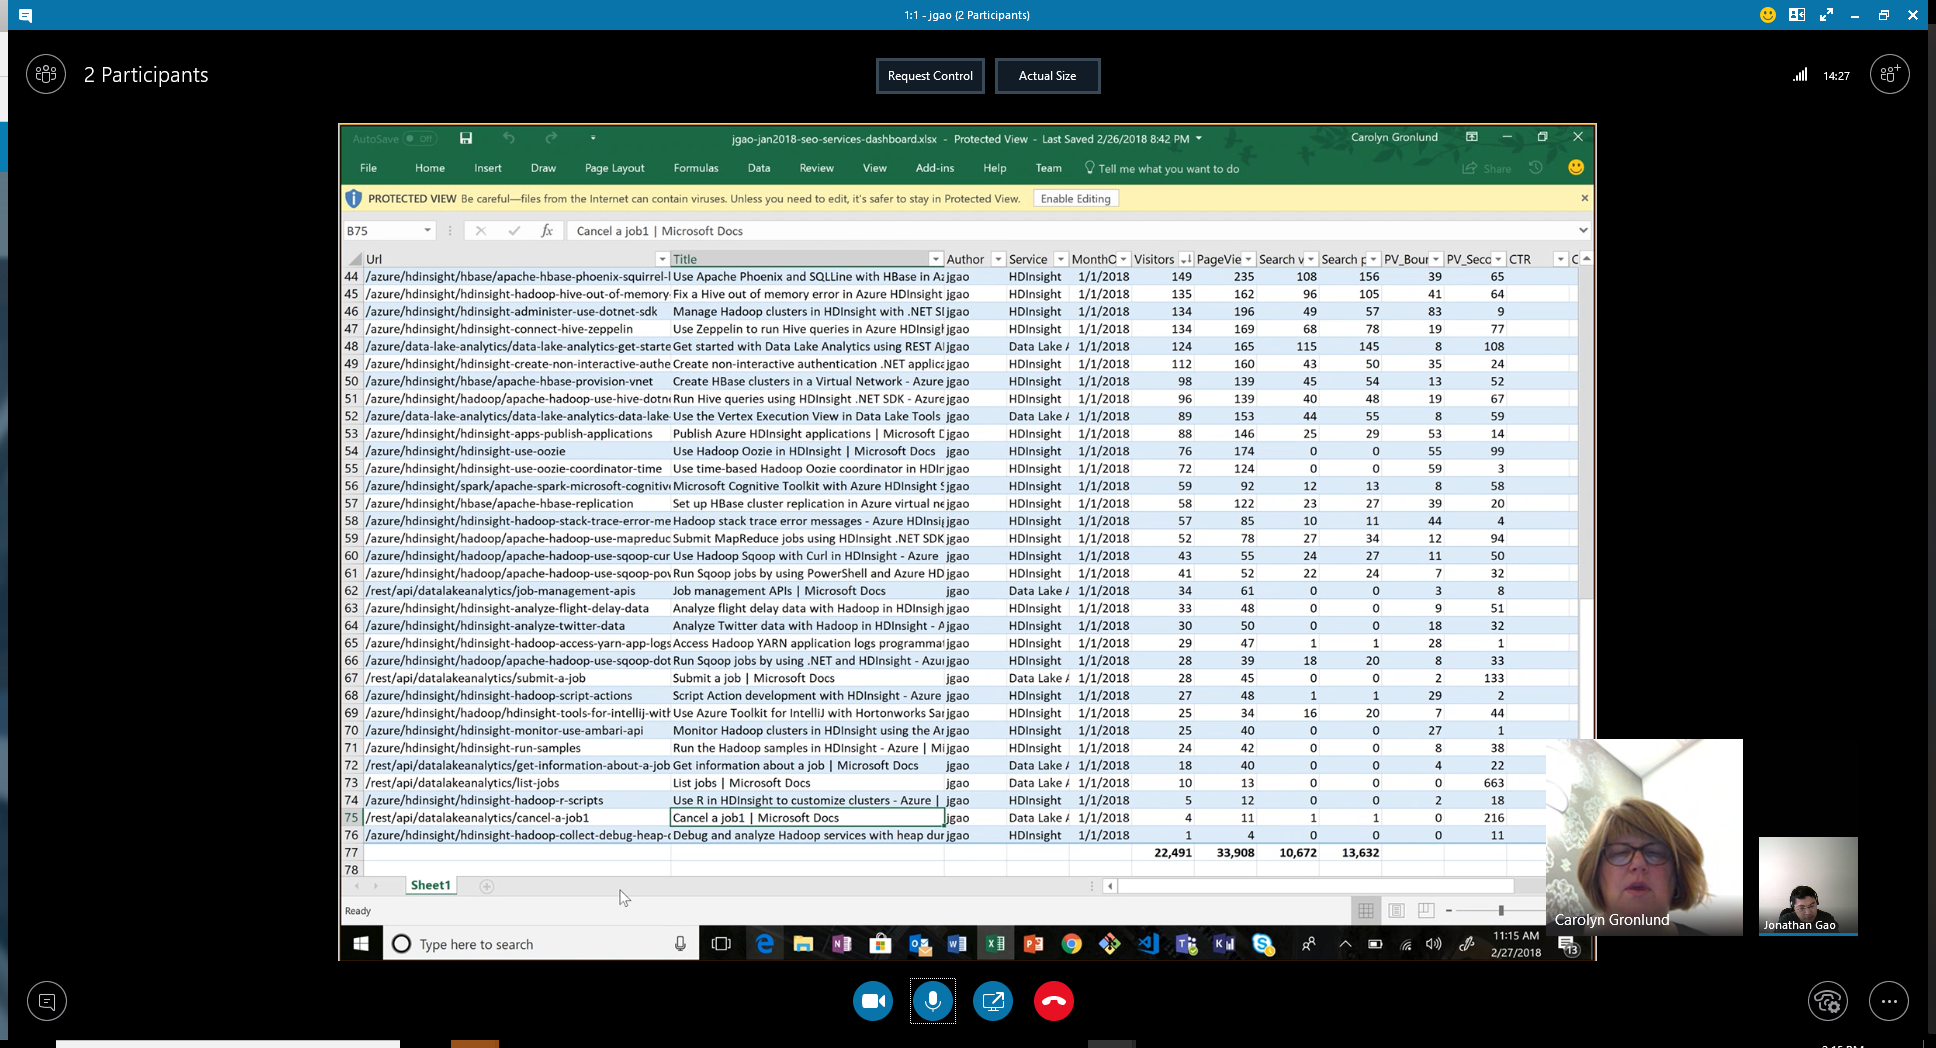 1:1 - jgao (2 Participants)
2 Participants
Request Control
Actual Size
14:27
AutoSave Off
jgao-jan2018-seo-services-dashboard.xlsx - Protected View - Last Saved 2/26/2018 8:42 PM
Carolyn Gronlund
File Home Insert Draw Page Layout Formulas Data Review View Add-ins Help Team Tell me what you want to do Share
PROTECTED VIEW Be careful—files from the Internet can contain viruses. Unless you need to edit, it's safer to stay in Protected View. Enable Editing
B75 fx Cancel a job1 | Microsoft Docs
Url Title Author Service MonthO Visitors PageVie Search v Search p PV_Boun PV_Seco CTR C
44 /azure/hdinsight/hbase/apache-hbase-phoenix-squirrel-l Use Apache Phoenix and SQLLine with HBase in Az jgao HDInsight 1/1/2018 149 235 108 156 39 65
45 /azure/hdinsight/hdinsight-hadoop-hive-out-of-memory- Fix a Hive out of memory error in Azure HDInsight jgao HDInsight 1/1/2018 135 162 96 105 41 64
46 /azure/hdinsight/hdinsight-administer-use-dotnet-sdk Manage Hadoop clusters in HDInsight with .NET SI jgao HDInsight 1/1/2018 134 196 49 57 83 9
47 /azure/hdinsight/hdinsight-connect-hive-zeppelin Use Zeppelin to run Hive queries in Azure HDInsigl jgao HDInsight 1/1/2018 134 169 68 78 19 77
48 /azure/data-lake-analytics/data-lake-analytics-get-starte Get started with Data Lake Analytics using REST AI jgao Data Lake A 1/1/2018 124 165 115 145 8 108
49 /azure/hdinsight/hdinsight-create-non-interactive-authe Create non-interactive authentication .NET applica jgao HDInsight 1/1/2018 112 160 43 50 35 24
50 /azure/hdinsight/hbase/apache-hbase-provision-vnet Create HBase clusters in a Virtual Network - Azure jgao HDInsight 1/1/2018 98 139 45 54 13 52
51 /azure/hdinsight/hadoop/apache-hadoop-use-hive-dotn Run Hive queries using HDInsight .NET SDK - Azure jgao HDInsight 1/1/2018 96 139 40 48 19 67
52 /azure/data-lake-analytics/data-lake-analytics-data-lake- Use the Vertex Execution View in Data Lake Tools jgao Data Lake A 1/1/2018 89 153 44 55 8 59
53 /azure/hdinsight/hdinsight-apps-publish-applications Publish Azure HDInsight applications | Microsoft D jgao HDInsight 1/1/2018 88 146 25 29 53 14
54 /azure/hdinsight/hdinsight-use-oozie Use Hadoop Oozie in HDInsight | Microsoft Docs jgao HDInsight 1/1/2018 76 174 0 0 55 99
55 /azure/hdinsight/hdinsight-use-oozie-coordinator-time Use time-based Hadoop Oozie coordinator in HDIn jgao HDInsight 1/1/2018 72 124 0 0 59 3
56 /azure/hdinsight/spark/apache-spark-microsoft-cognitive Microsoft Cognitive Toolkit with Azure HDInsight S jgao HDInsight 1/1/2018 59 92 12 13 8 58
57 /azure/hdinsight/hbase/apache-hbase-replication Set up HBase cluster replication in Azure virtual ne jgao HDInsight 1/1/2018 58 122 23 27 39 20
58 /azure/hdinsight/hdinsight-hadoop-stack-trace-error-me Hadoop stack trace error messages - Azure HDInsi jgao HDInsight 1/1/2018 57 85 10 11 44 4
59 /azure/hdinsight/hadoop/apache-hadoop-use-mapreduc Submit MapReduce jobs using HDInsight .NET SDK jgao HDInsight 1/1/2018 52 78 27 34 12 94
60 /azure/hdinsight/hadoop/apache-hadoop-use-sqoop-cur Use Hadoop Sqoop with Curl in HDInsight - Azure jgao HDInsight 1/1/2018 43 55 24 27 11 50
61 /azure/hdinsight/hadoop/apache-hadoop-use-sqoop-pov Run Sqoop jobs by using PowerShell and Azure HD jgao HDInsight 1/1/2018 41 52 22 24 7 32
62 /rest/api/datalakeanalytics/job-management-apis Job management APIs | Microsoft Docs jgao Data Lake A 1/1/2018 34 61 0 0 3 8
63 /azure/hdinsight/hdinsight-analyze-flight-delay-data Analyze flight delay data with Hadoop in HDInsigh jgao HDInsight 1/1/2018 33 48 0 0 9 51
64 /azure/hdinsight/hdinsight-analyze-twitter-data Analyze Twitter data with Hadoop in HDInsight - A jgao HDInsight 1/1/2018 30 50 0 0 18 32
65 /azure/hdinsight/hdinsight-hadoop-access-yarn-app-logs Access Hadoop YARN application logs programmat jgao HDInsight 1/1/2018 29 47 1 1 28 1
66 /azure/hdinsight/hadoop/apache-hadoop-use-sqoop-dot Run Sqoop jobs by using .NET and HDInsight - Azu jgao HDInsight 1/1/2018 28 39 18 20 8 33
67 /rest/api/datalakeanalytics/submit-a-job Submit a job | Microsoft Docs jgao Data Lake A 1/1/2018 28 45 0 0 2 133
68 /azure/hdinsight/hdinsight-hadoop-script-actions Script Action development with HDInsight - Azure jgao HDInsight 1/1/2018 27 48 1 1 29 2
69 /azure/hdinsight/hadoop/hdinsight-tools-for-intellij-with Use Azure Toolkit for IntelliJ with Hortonworks Sar jgao HDInsight 1/1/2018 25 34 16 20 7 44
70 /azure/hdinsight/hdinsight-monitor-use-ambari-api Monitor Hadoop clusters in HDInsight using the Ar jgao HDInsight 1/1/2018 25 40 0 0 27 1
71 /azure/hdinsight/hdinsight-run-samples Run the Hadoop samples in HDInsight - Azure | Mi jgao HDInsight 1/1/2018 24 42 0 0 8 38
72 /rest/api/datalakeanalytics/get-information-about-a-job Get information about a job | Microsoft Docs jgao Data Lake A 1/1/2018 18 40 0 0 4 22
73 /rest/api/datalakeanalytics/list-jobs List jobs | Microsoft Docs jgao Data Lake A 1/1/2018 10 13 0 0 0 663
74 /azure/hdinsight/hdinsight-hadoop-r-scripts Use R in HDInsight to customize clusters - Azure | jgao HDInsight 1/1/2018 5 12 0 0 2 18
75 /rest/api/datalakeanalytics/cancel-a-job1 Cancel a job1 | Microsoft Docs jgao Data Lake A 1/1/2018 4 11 1 1 0 216
76 /azure/hdinsight/hdinsight-hadoop-collect-debug-heap-c Debug and analyze Hadoop services with heap dur jgao HDInsight 1/1/2018 1 4 0 0 0 11
77 22,491 33,908 10,672 13,632
78
Sheet1
Ready
Carolyn Gronlund
Jonathan Gao
Type here to search
11:15 AM
2/27/2018
13